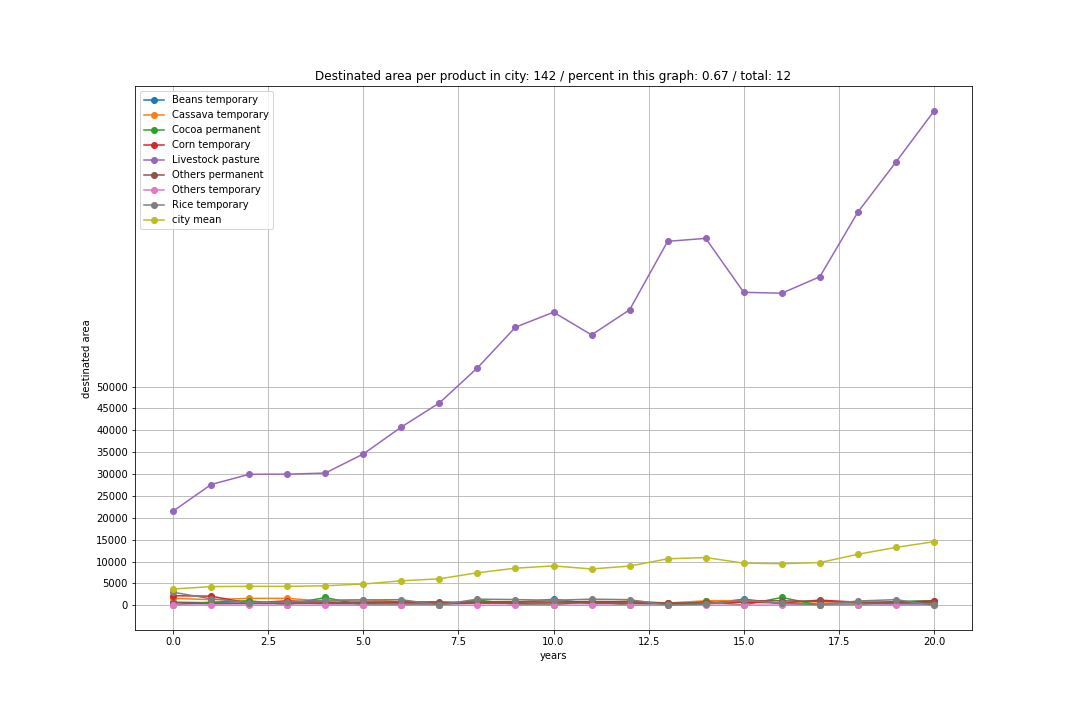 Destinated area per product in city: 142 / percent in this graph: 0.67 / total: 12
Beans temporary
Cassava temporary
Cocoa permanent
Corn temporary
Livestock pasture
Others permanent
Others temporary
Rice temporary
city mean
destinated area
50000
45000
40000
35000
30000
25000
20000
15000
10000
5000
0
0.0 2.5 5.0 7.5 10.0 12.5 15.0 17.5 20.0
years